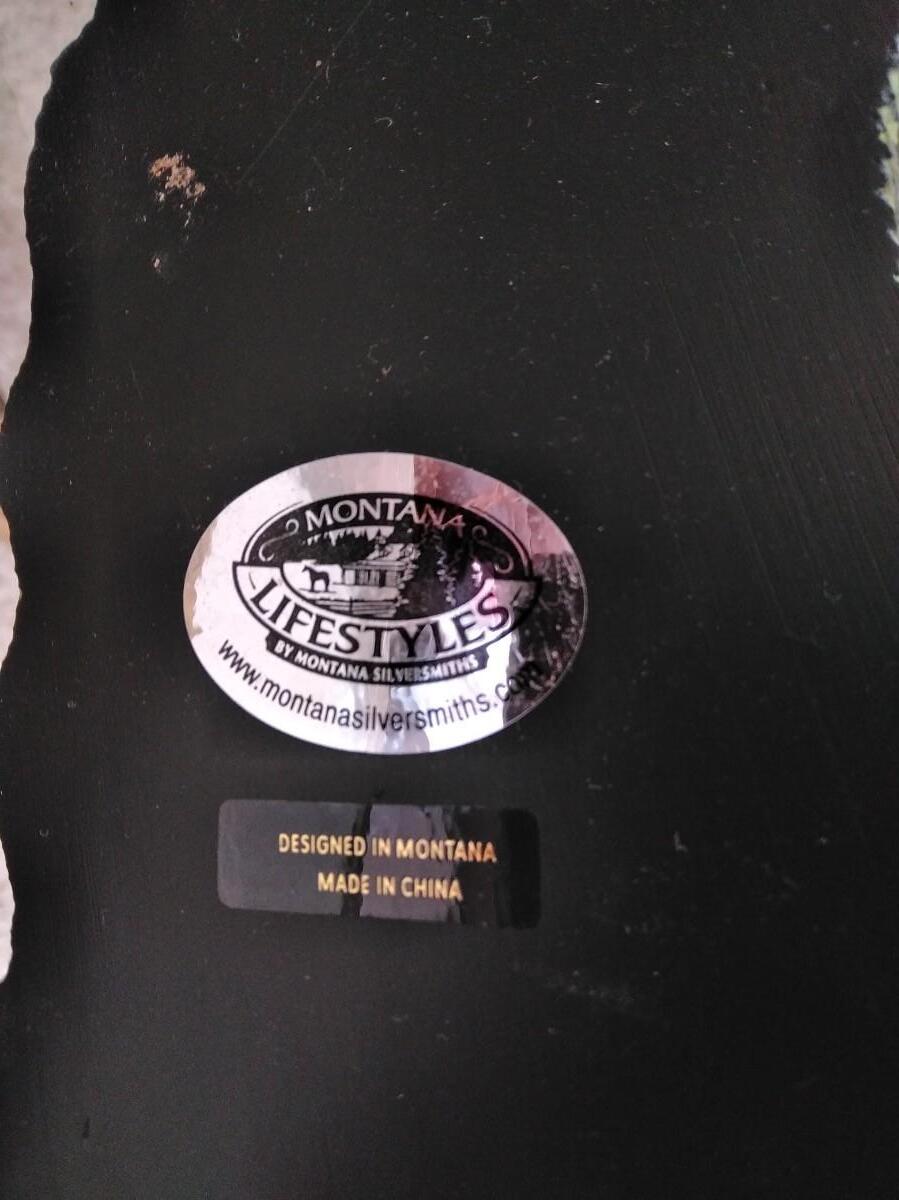 MONTANA
LIFESTYLES
BY MONTANA SILVERSMITHS
www.montanasilversmiths.com
DESIGNED IN MONTANA
MADE IN CHINA